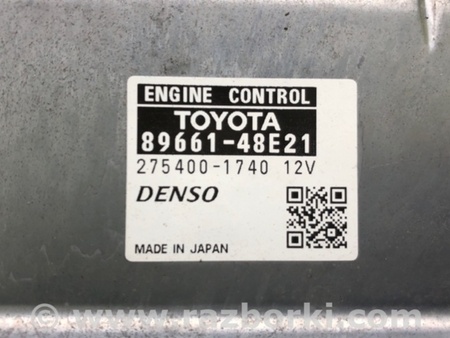 ENGINE CONTROL
TOYOTA
89661-48E21
275400-1740 12V
DENSO
MADE IN JAPAN
© www.razborki.com